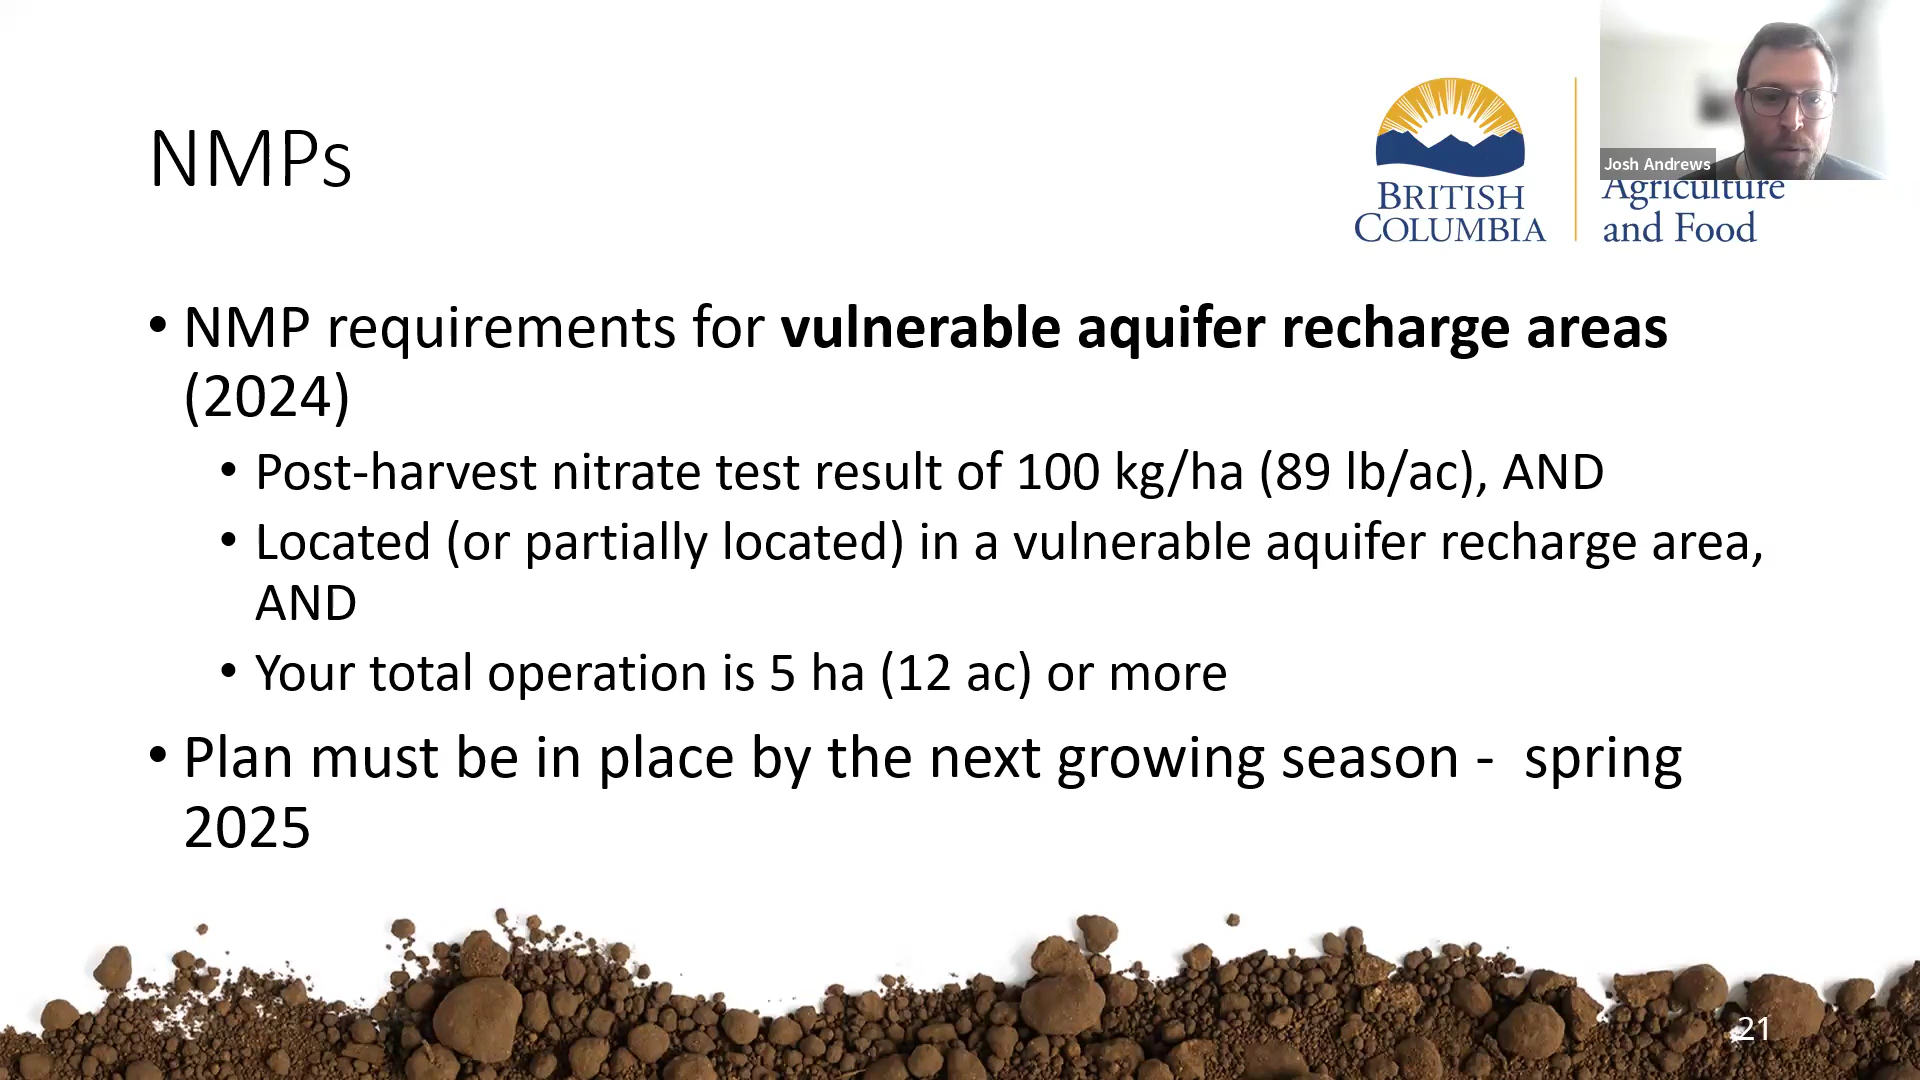 NMPs
BRITISH
COLUMBIA
Agriculture
and Food
Josh Andrews
• NMP requirements for vulnerable aquifer recharge areas
(2024)
• Post-harvest nitrate test result of 100 kg/ha (89 lb/ac), AND
• Located (or partially located) in a vulnerable aquifer recharge area,
AND
• Your total operation is 5 ha (12 ac) or more
• Plan must be in place by the next growing season -  spring
2025
21